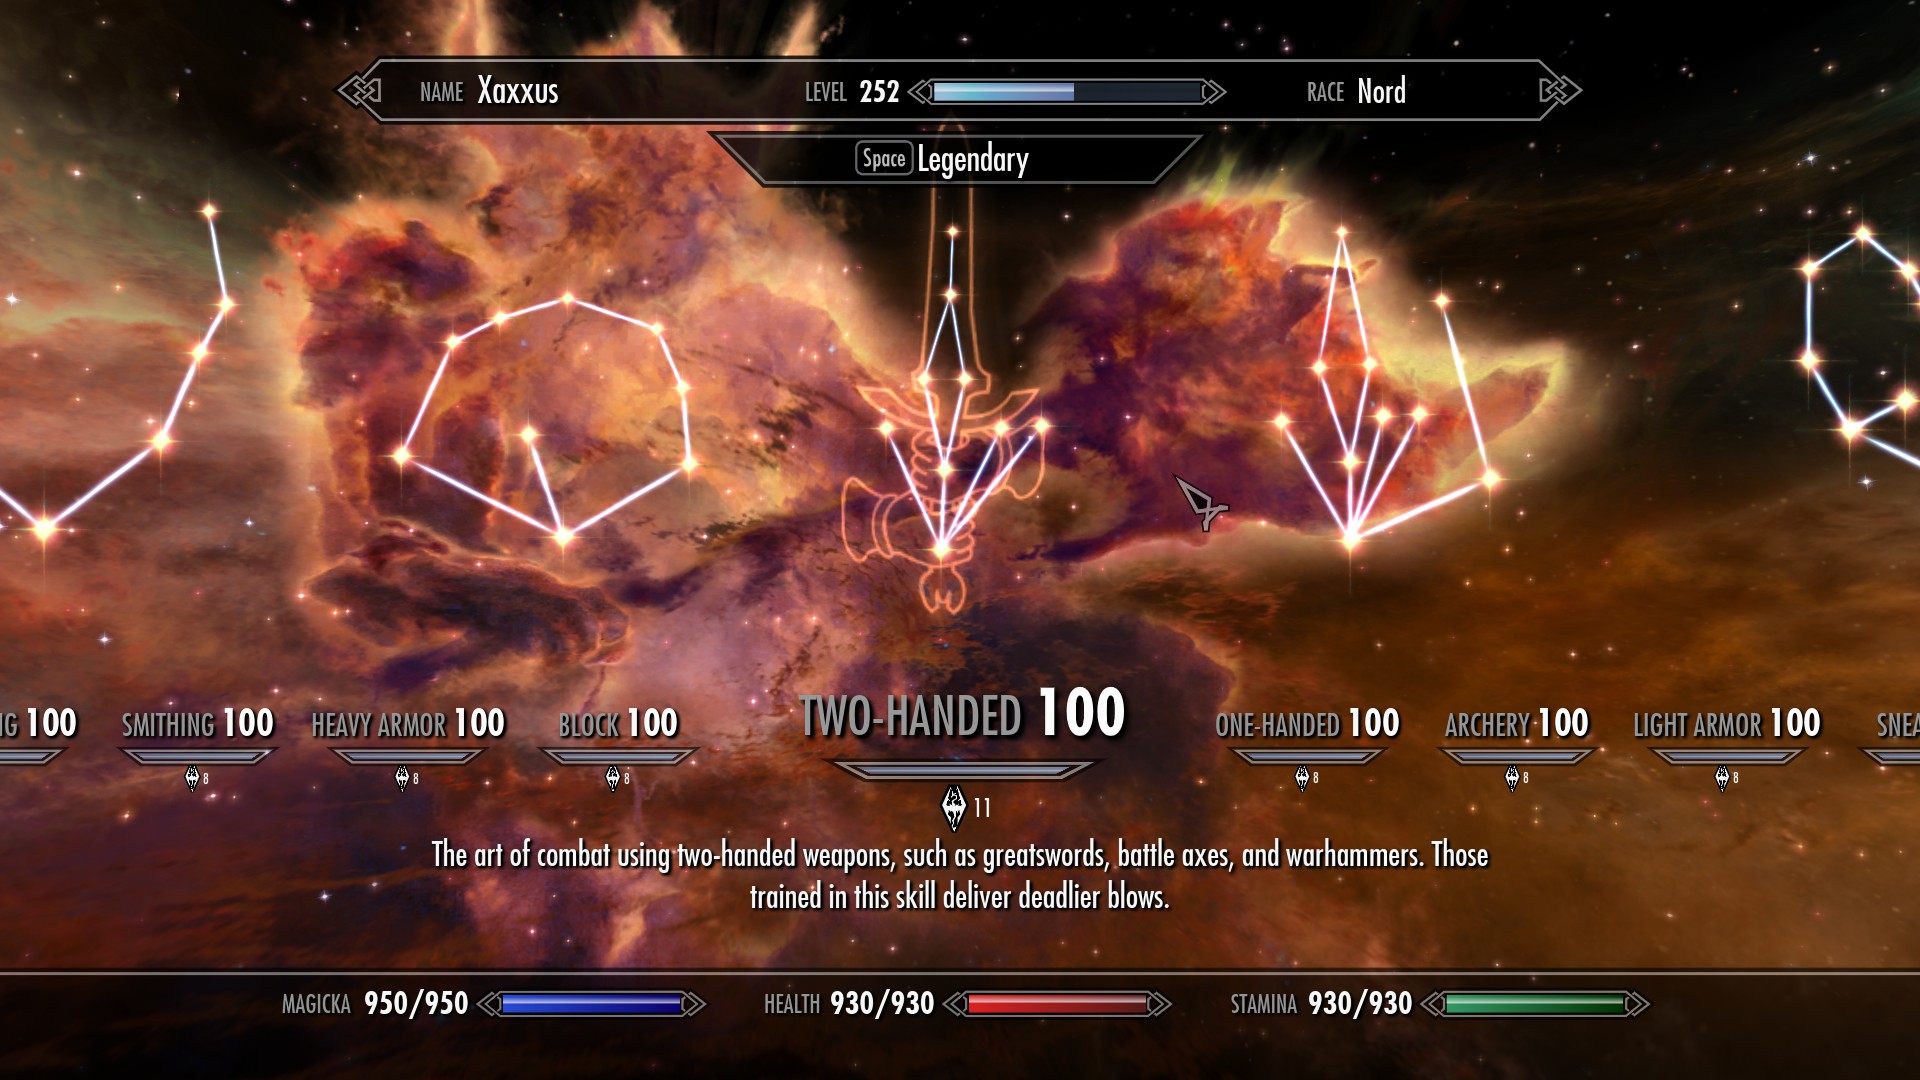 NAME Xaxxus LEVEL 252 RACE Nord
Space Legendary
NG 100 SMITHING 100 HEAVY ARMOR 100 BLOCK 100 TWO-HANDED 100 ONE-HANDED 100 ARCHERY 100 LIGHT ARMOR 100 SNEA
8 8 8 11 8 8 8
The art of combat using two-handed weapons, such as greatswords, battle axes, and warhammers. Those
trained in this skill deliver deadlier blows.
MAGICKA 950/950 HEALTH 930/930 STAMINA 930/930